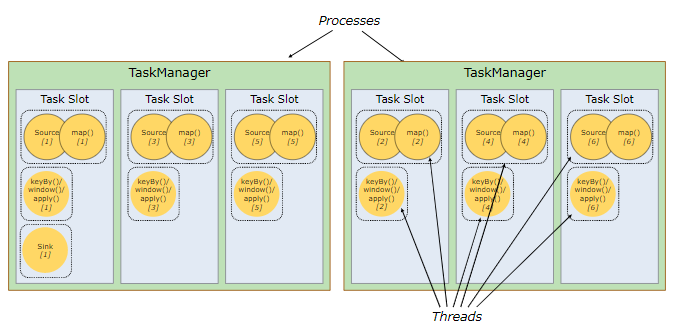 Processes
TaskManager
TaskManager
Task Slot
Task Slot
Task Slot
Task Slot
Task Slot
Task Slot
Source
[1]
map()
[1]
Source
[3]
map()
[3]
Source
[5]
map()
[5]
Source
[2]
map()
[2]
Source
[4]
map()
[4]
Source
[6]
map()
[6]
keyBy()/
window()/
apply()
[1]
keyBy()/
window()/
apply()
[3]
keyBy()/
window()/
apply()
[5]
keyBy()/
window()/
apply()
[2]
keyBy()/
window()/
apply()
[4]
keyBy()/
window()/
apply()
[6]
Sink
[1]
Threads